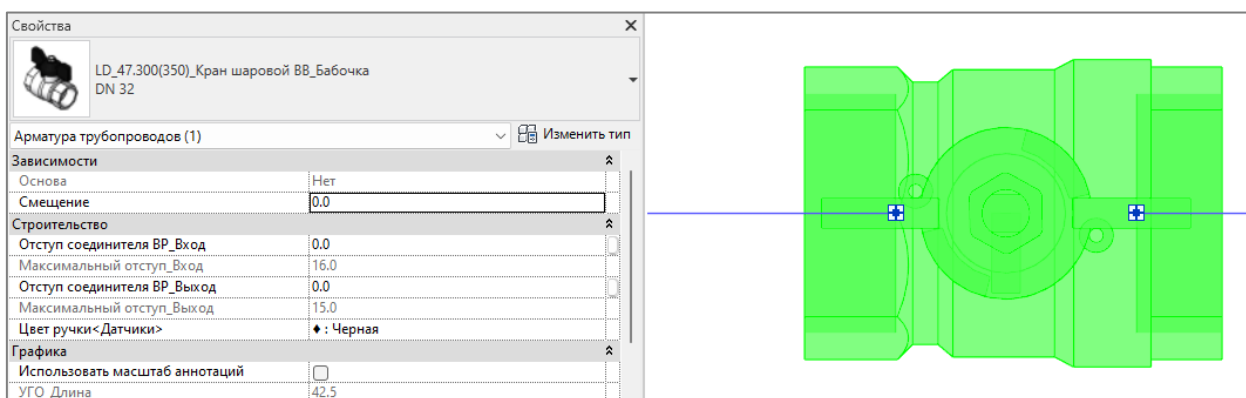 Свойства
LD_47.300(350)_Кран шаровой ВВ_Бабочка
DN 32
Арматура трубопроводов (1)
Изменить тип
Зависимости
Основа Нет
Смещение 0.0
Строительство
Отступ соединителя ВР_Вход 0.0
Максимальный отступ_Вход 16.0
Отступ соединителя ВР_Выход 0.0
Максимальный отступ_Выход 15.0
Цвет ручки<Датчики> ♦ : Черная
Графика
Использовать масштаб аннотаций
УГО_Длина 42.5